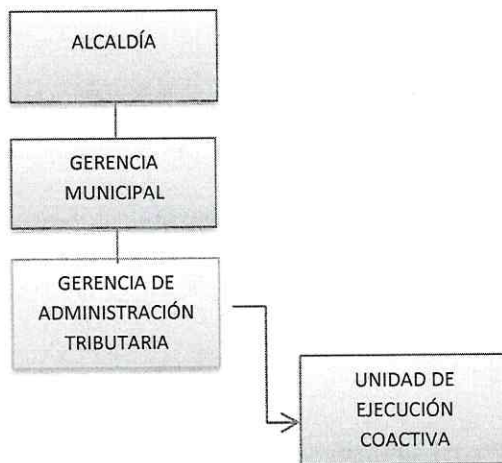 ALCALDÍA
GERENCIA
MUNICIPAL
GERENCIA DE
ADMINISTRACIÓN
TRIBUTARIA
UNIDAD DE
EJECUCIÓN
COACTIVA